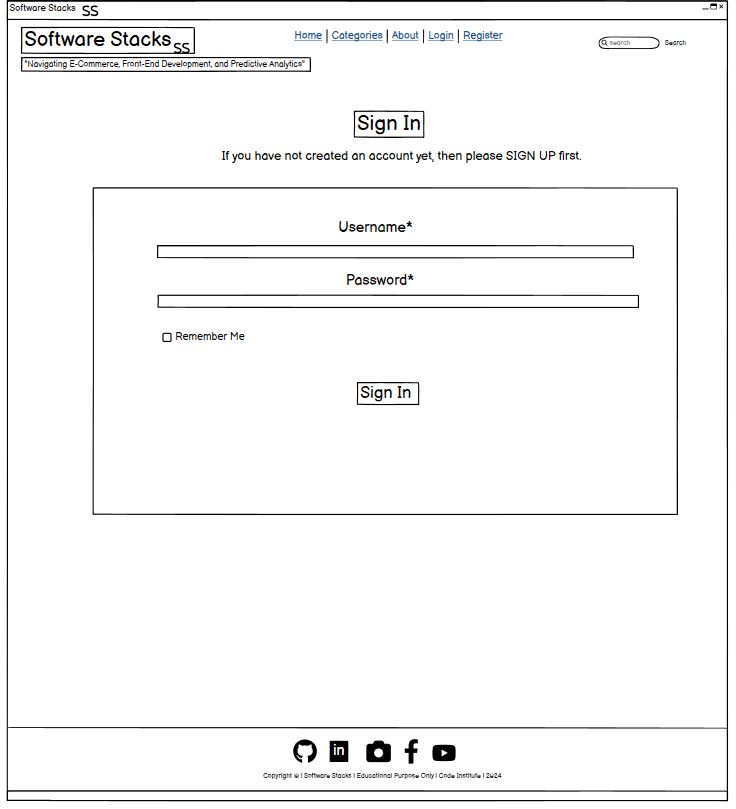 Software Stacks SS
Software Stacks SS
Home | Categories | About | Login | Register
Search Search
"Navigating E-Commerce, Front-End Development, and Predictive Analytics"
Sign In
If you have not created an account yet, then please SIGN UP first.
Username*
Password*
Remember Me
Sign In
in
Copyright © | Software Stacks | Educational Purpose Only | Code Institute | 2024